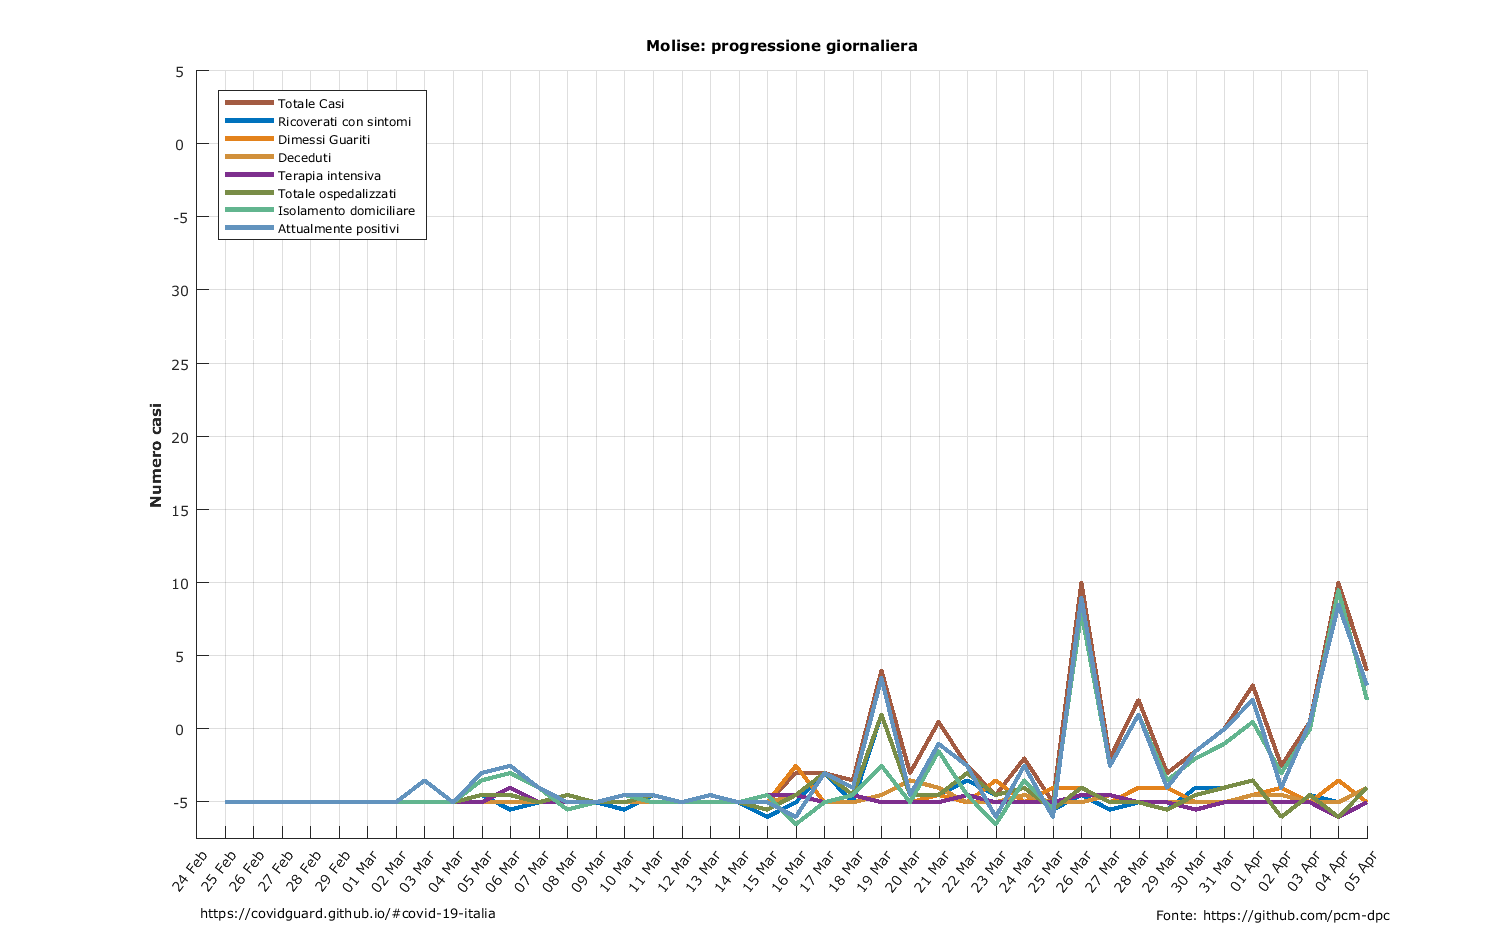 Molise: progressione giornaliera
5
0
-5
30
25
20
15
10
5
0
-5
Numero casi
Totale Casi
Ricoverati con sintomi
Dimessi Guariti
Deceduti
Terapia intensiva
Totale ospedalizzati
Isolamento domiciliare
Attualmente positivi
24 Feb
25 Feb
26 Feb
27 Feb
28 Feb
29 Feb
01 Mar
02 Mar
03 Mar
04 Mar
05 Mar
06 Mar
07 Mar
08 Mar
09 Mar
10 Mar
11 Mar
12 Mar
13 Mar
14 Mar
15 Mar
16 Mar
17 Mar
18 Mar
19 Mar
20 Mar
21 Mar
22 Mar
23 Mar
24 Mar
25 Mar
26 Mar
27 Mar
28 Mar
29 Mar
30 Mar
31 Mar
01 Apr
02 Apr
03 Apr
04 Apr
05 Apr
https://covidguard.github.io/#covid-19-italia
Fonte: https://github.com/pcm-dpc